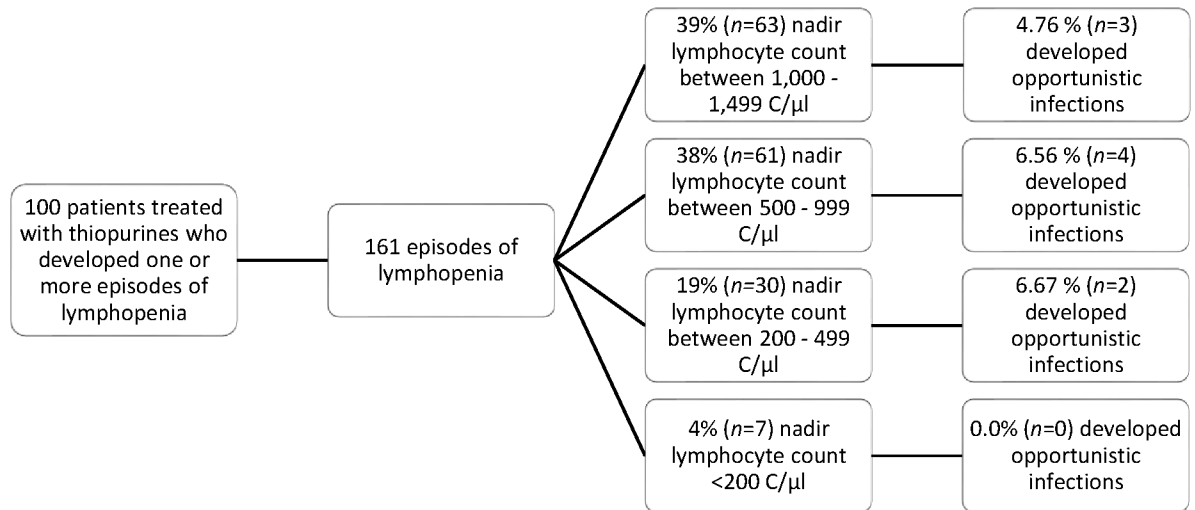 100 patients treated
with thiopurines who
developed one or
more episodes of
lymphopenia
161 episodes of
lymphopenia
39% (n=63) nadir
lymphocyte count
between 1,000 -
1,499 C/µl
4.76 % (n=3)
developed
opportunistic
infections
38% (n=61) nadir
lymphocyte count
between 500 - 999
C/µl
6.56 % (n=4)
developed
opportunistic
infections
19% (n=30) nadir
lymphocyte count
between 200 - 499
C/µl
6.67 % (n=2)
developed
opportunistic
infections
4% (n=7) nadir
lymphocyte count
<200 C/µl
0.0% (n=0) developed
opportunistic
infections